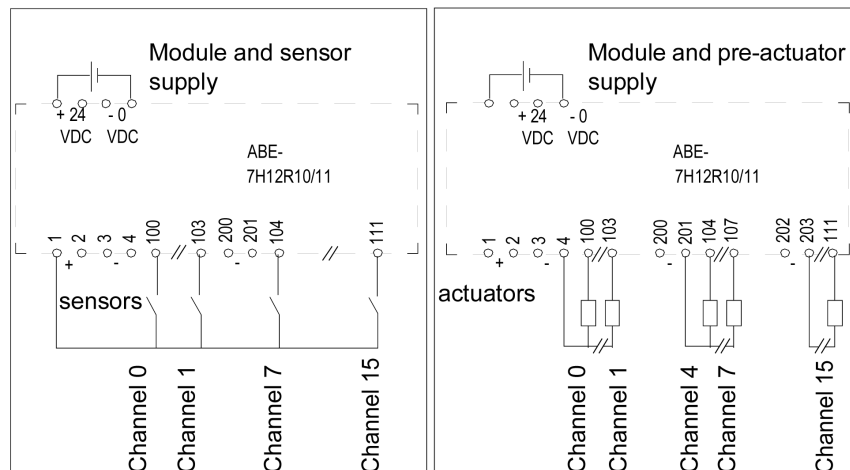 Module and sensor
supply
+ 24
VDC
- 0
VDC
ABE-
7H12R10/11
1
2
3
4
100
103
200
201
104
111
+
-
-
sensors
Channel 0
Channel 1
Channel 7
Channel 15
Module and pre-actuator
supply
+ 24
VDC
- 0
VDC
ABE-
7H12R10/11
1
2
3
4
100
103
200
201
104
107
202
203
111
+
-
-
-
actuators
Channel 0
Channel 1
Channel 4
Channel 7
Channel 15